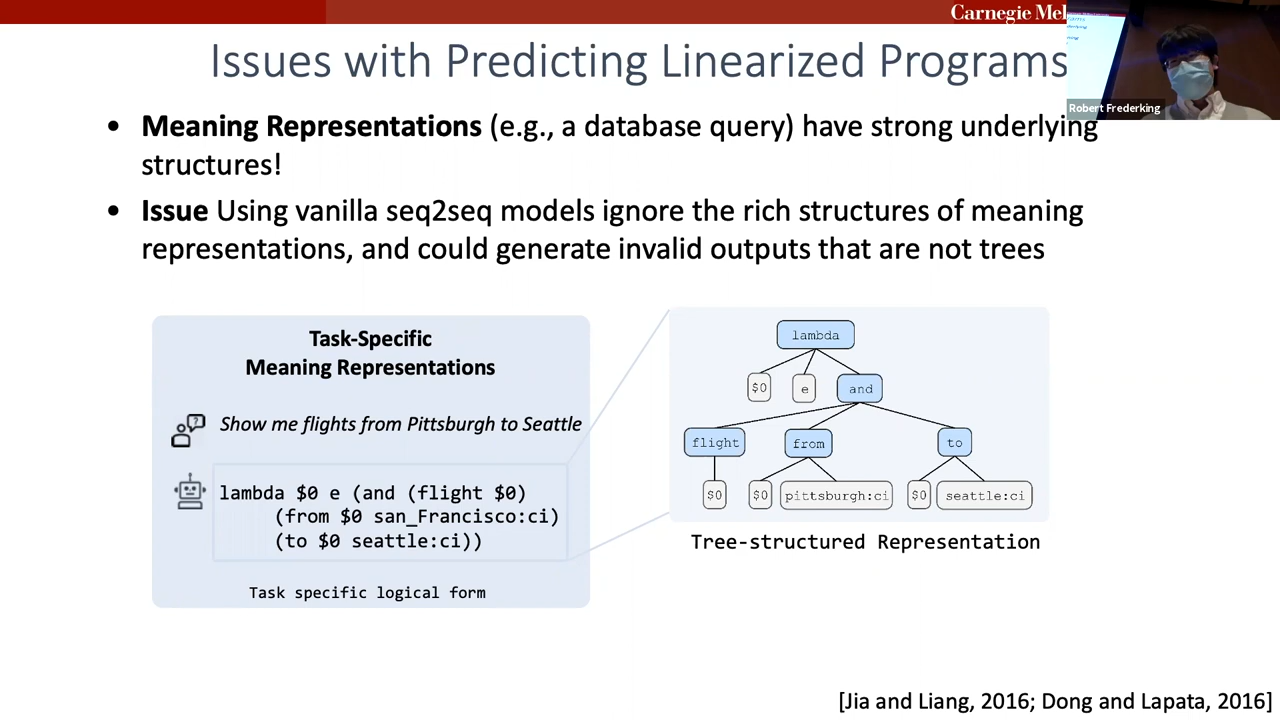 Carnegie Mel
Issues with Predicting Linearized Programs
Robert Frederking
• Meaning Representations (e.g., a database query) have strong underlying
structures!
• Issue Using vanilla seq2seq models ignore the rich structures of meaning
representations, and could generate invalid outputs that are not trees
Task-Specific
Meaning Representations
Show me flights from Pittsburgh to Seattle
lambda $0 e (and (flight $0)
(from $0 san_Francisco:ci)
(to $0 seattle:ci))
Task specific logical form
lambda
$0 e and
flight from to
$0 $0 pittsburgh:ci $0 seattle:ci
Tree-structured Representation
[Jia and Liang, 2016; Dong and Lapata, 2016]